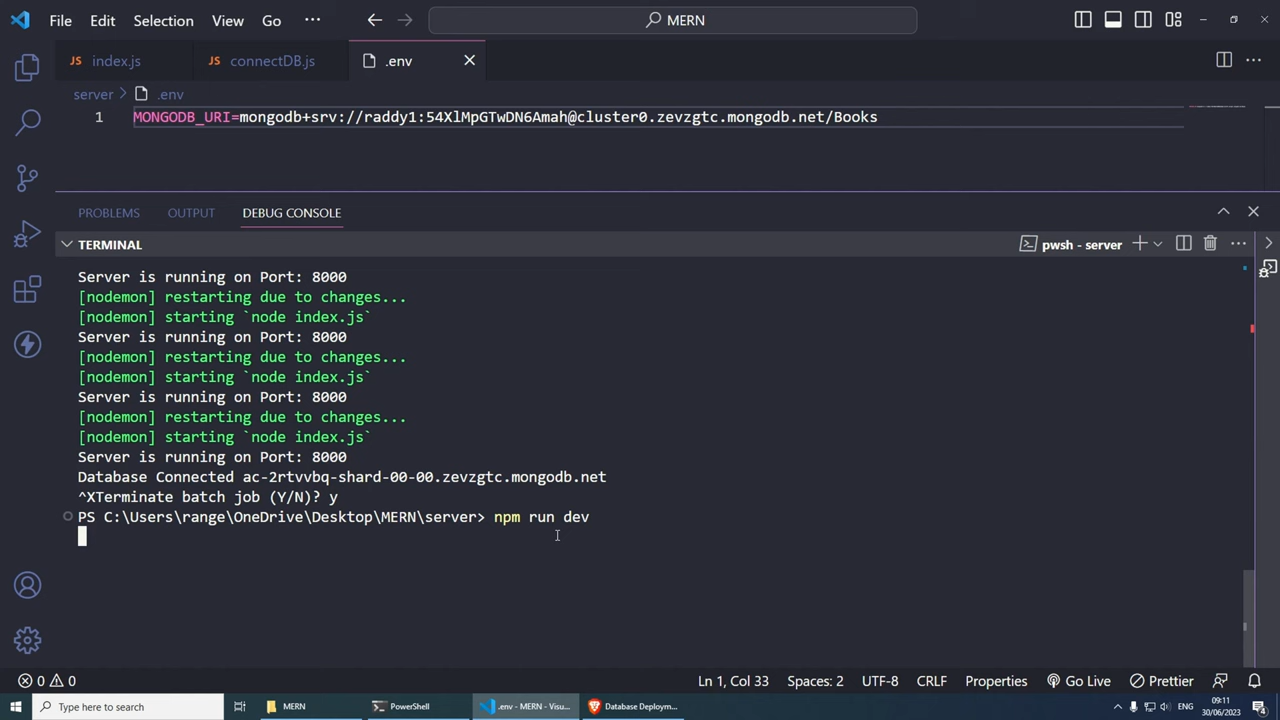 File Edit Selection View Go ··· MERN
JS index.js JS connectDB.js .env
server > .env
1 MONGODB_URI=mongodb+srv://raddy1:54XlMpGTwDN6Amah@cluster0.zevzgtc.mongodb.net/Books
PROBLEMS OUTPUT DEBUG CONSOLE
TERMINAL pwsh - server
Server is running on Port: 8000
[nodemon] restarting due to changes...
[nodemon] starting `node index.js`
Server is running on Port: 8000
[nodemon] restarting due to changes...
[nodemon] starting `node index.js`
Server is running on Port: 8000
[nodemon] restarting due to changes...
[nodemon] starting `node index.js`
Server is running on Port: 8000
Database Connected ac-2rtvvbq-shard-00-00.zevzgtc.mongodb.net
^XTerminate batch job (Y/N)? y
PS C:\Users\range\OneDrive\Desktop\MERN\server> npm run dev
0 0 Ln 1, Col 33 Spaces: 2 UTF-8 CRLF Properties Go Live Prettier
Type here to search MERN PowerShell .env - MERN - Visu... Database Deploym... 09:11
30/06/2023 4